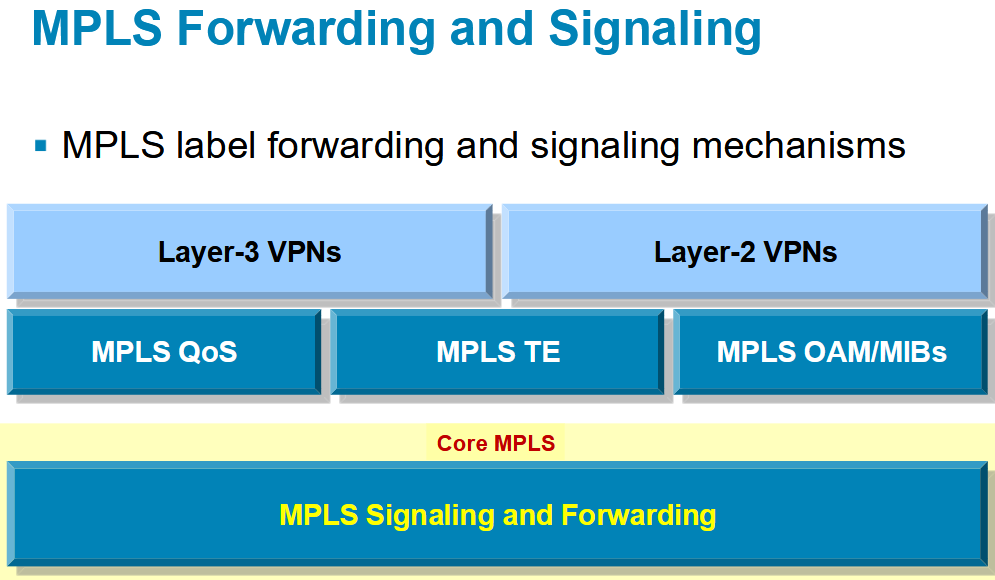 MPLS Forwarding and Signaling
▪ MPLS label forwarding and signaling mechanisms
Layer-3 VPNs
Layer-2 VPNs
MPLS QoS
MPLS TE
MPLS OAM/MIBs
Core MPLS
MPLS Signaling and Forwarding